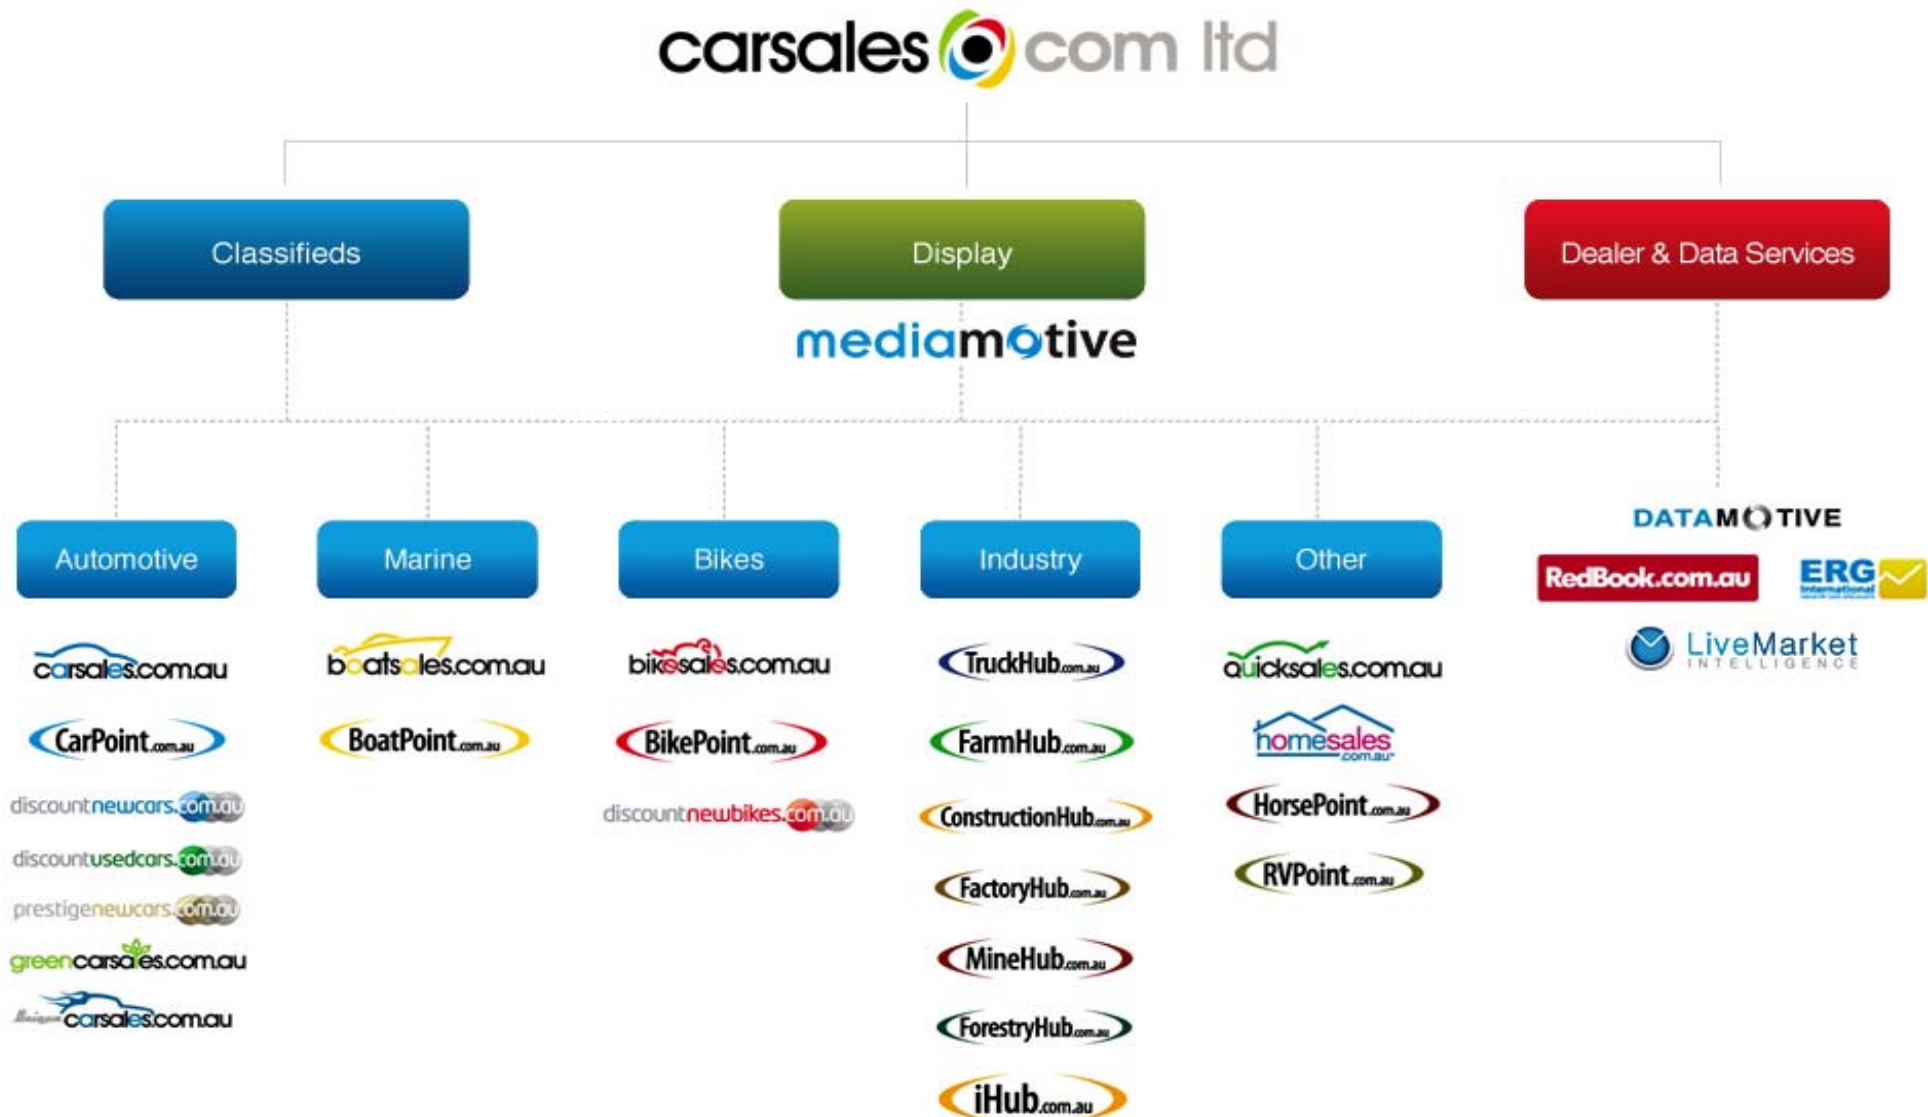 carsales com ltd
Classifieds
Display
Dealer & Data Services
mediamotive
Automotive
Marine
Bikes
Industry
Other
DATAMOTIVE
RedBook.com.au
ERG
International
LiveMarket
INTELLIGENCE
carsales.com.au
CarPoint.com.au
discountnewcars.com.au
discountusedcars.com.au
prestigenewcars.com.au
greencarsales.com.au
carsales.com.au
boatsales.com.au
BoatPoint.com.au
bikesales.com.au
BikePoint.com.au
discountnewbikes.com.au
TruckHub.com.au
FarmHub.com.au
ConstructionHub.com.au
FactoryHub.com.au
MineHub.com.au
ForestryHub.com.au
iHub.com.au
quicksales.com.au
homesales
.com.au
HorsePoint.com.au
RVPoint.com.au